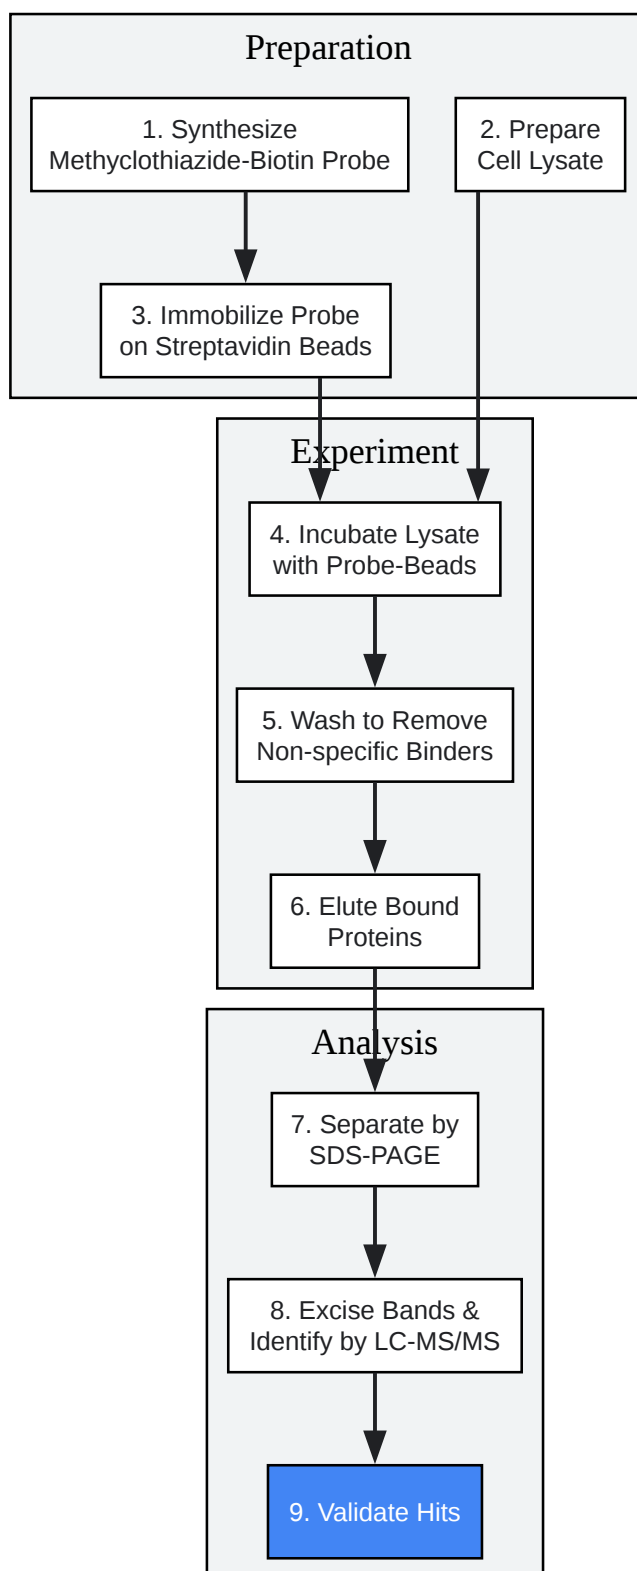 Preparation
1. Synthesize
Methyclothiazide-Biotin Probe
2. Prepare
Cell Lysate
3. Immobilize Probe
on Streptavidin Beads
Experiment
4. Incubate Lysate
with Probe-Beads
5. Wash to Remove
Non-specific Binders
6. Elute Bound
Proteins
Analysis
7. Separate by
SDS-PAGE
8. Excise Bands &
Identify by LC-MS/MS
9. Validate Hits